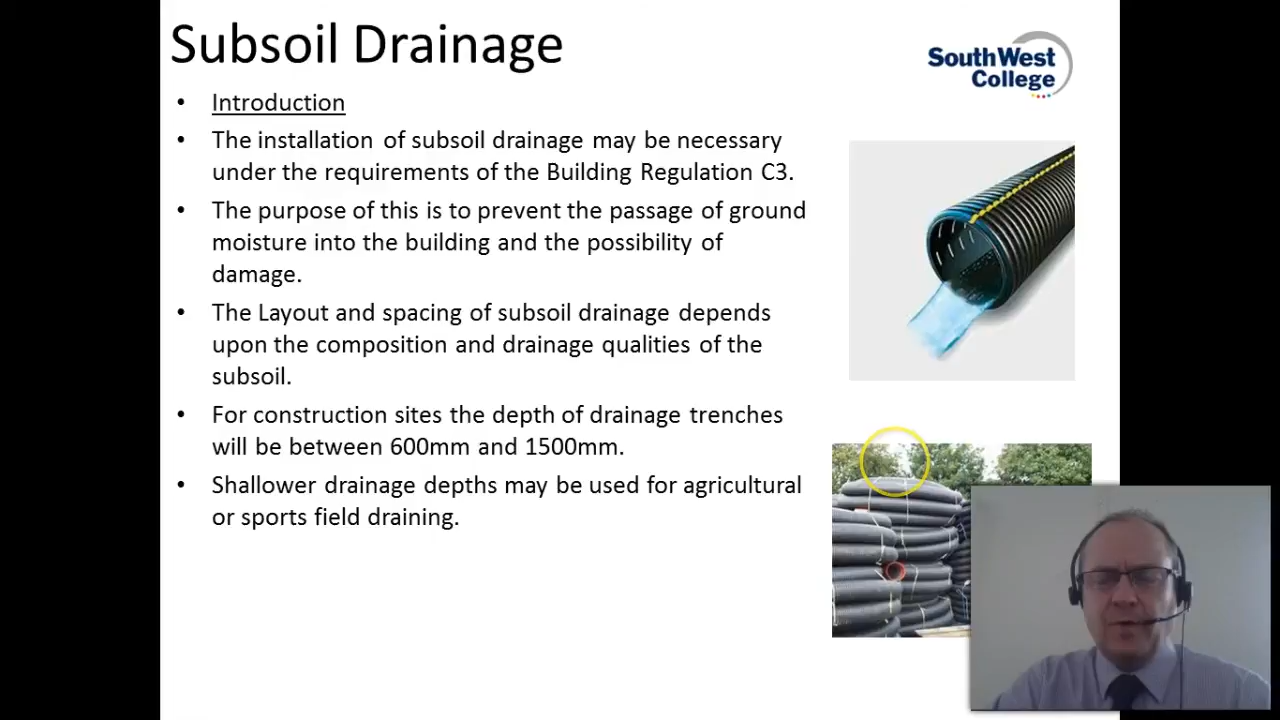 Subsoil Drainage
SouthWest
College
• Introduction
• The installation of subsoil drainage may be necessary
under the requirements of the Building Regulation C3.
• The purpose of this is to prevent the passage of ground
moisture into the building and the possibility of
damage.
• The Layout and spacing of subsoil drainage depends
upon the composition and drainage qualities of the
subsoil.
• For construction sites the depth of drainage trenches
will be between 600mm and 1500mm.
• Shallower drainage depths may be used for agricultural
or sports field draining.